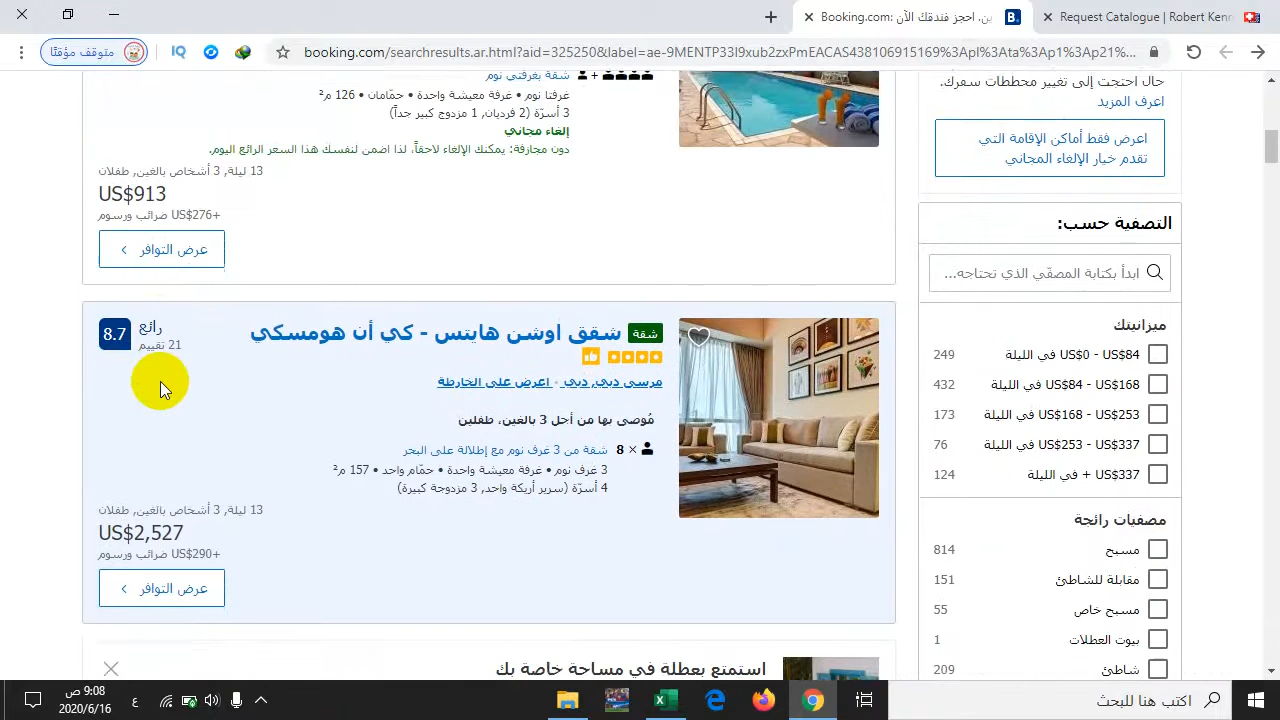 Booking.com: ين. احجز فندقك الآن
Request Catalogue | Robert Kenn
متوقف مؤقتًا
booking.com/searchresults.ar.html?aid=325250&label=ae-9MENTP33I9xub2zxPmEACAS438106915169%3Apl%3Ata%3Ap1%3Ap21%...
حال احتجت إلى تغيير مخططات سفرك.
اعرف المزيد
اعرض فقط أماكن الإقامة التي
تقدم خيار الإلغاء المجاني
التصفية حسب:
ابدأ بكتابة المصفّي الذي تحتاجه...
ميزانيتك
US$0 - US$84 في الليلة 249
US$84 - US$168 في الليلة 432
US$168 - US$253 في الليلة 173
US$253 - US$337 في الليلة 76
US$337 + في الليلة 124
مصفيات رائجة
مسبح 814
مقابلة للشاطئ 151
مسبح خاص 55
بيوت العطلات 1
شاطئ 209
شقة بغرفتي نوم
غرفتا نوم • غرفة معيشة واحدة • حمّامان • 126 م²
3 أسرّة (2 فرديان, 1 مزدوج كبير جداً)
إلغاء مجاني
دون مجازفة: يمكنك الإلغاء لاحقاً، لذا اضمن لنفسك هذا السعر الرائع اليوم.
13 ليلة, 3 أشخاص بالغين, طفلان
US$913
+US$276 ضرائب ورسوم
عرض التوافر
شقة شقق أوشن هايتس - كي أن هومسكي
رائع 8.7
21 تقييم
مرسى دبي, دبي · اعرض على الخارطة
مُوصى بها من أجل 3 بالغين، طفلين
8 × شقة من 3 غرف نوم مع إطلالة على البحر
3 غرف نوم • غرفة معيشة واحدة • حمّام واحد • 157 م²
4 أسرّة (سرير أريكة واحد, 3 مزدوجة كبيرة)
13 ليلة, 3 أشخاص بالغين, طفلان
US$2,527
+US$290 ضرائب ورسوم
عرض التوافر
استمتع بعطلة في مساحة خاصة بك
اكتب هنا للبحث
ع
9:08 ص
2020/6/16